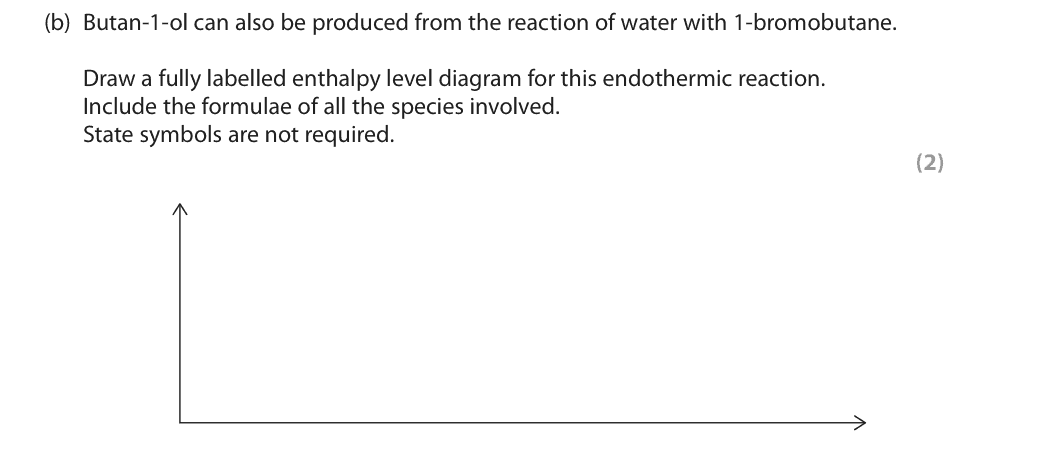 (b) Butan-1-ol can also be produced from the reaction of water with 1-bromobutane.
Draw a fully labelled enthalpy level diagram for this endothermic reaction.
Include the formulae of all the species involved.
State symbols are not required.
(2)